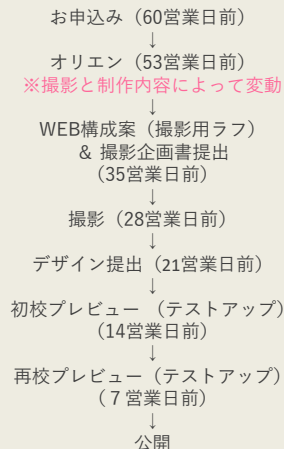 お申込み（60営業日前）
↓
オリエン（53営業日前）
※撮影と制作内容によって変動
↓
WEB構成案（撮影用ラフ）
& 撮影企画書提出
（35営業日前）
↓
撮影（28営業日前）
↓
デザイン提出（21営業日前）
↓
初校プレビュー （テストアップ）
（14営業日前）
↓
再校プレビュー（テストアップ）
（７営業日前）
↓
公開